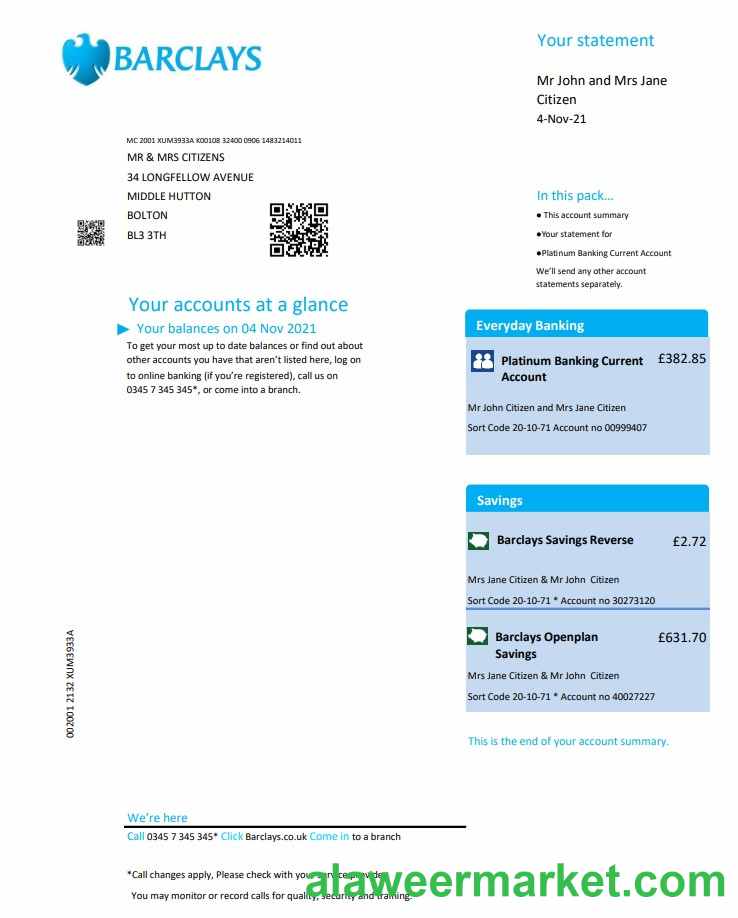 BARCLAYS
Your statement
Mr John and Mrs Jane
Citizen
4-Nov-21
MC 2001 XUM3933A K00108 32400 0906 1483214011
MR & MRS CITIZENS
34 LONGFELLOW AVENUE
MIDDLE HUTTON
BOLTON
BL3 3TH
In this pack...
● This account summary
●Your statement for
●Platinum Banking Current Account
We'll send any other account
statements separately.
Your accounts at a glance
Your balances on 04 Nov 2021
To get your most up to date balances or find out about
other accounts you have that aren't listed here, log on
to online banking (if you're registered), call us on
0345 7 345 345*, or come into a branch.
Everyday Banking
Platinum Banking Current £382.85
Account
Mr John Citizen and Mrs Jane Citizen
Sort Code 20-10-71 Account no 00999407
Savings
Barclays Savings Reverse £2.72
Mrs Jane Citizen & Mr John Citizen
Sort Code 20-10-71 * Account no 30273120
Barclays Openplan £631.70
Savings
Mrs Jane Citizen & Mr John Citizen
Sort Code 20-10-71 * Account no 40027227
This is the end of your account summary.
002001 2132 XUM3933A
We're here
Call 0345 7 345 345* Click Barclays.co.uk Come in to a branch
*Call changes apply, Please check with your service provider
You may monitor or record calls for quality, security and training.
alaweermarket.com